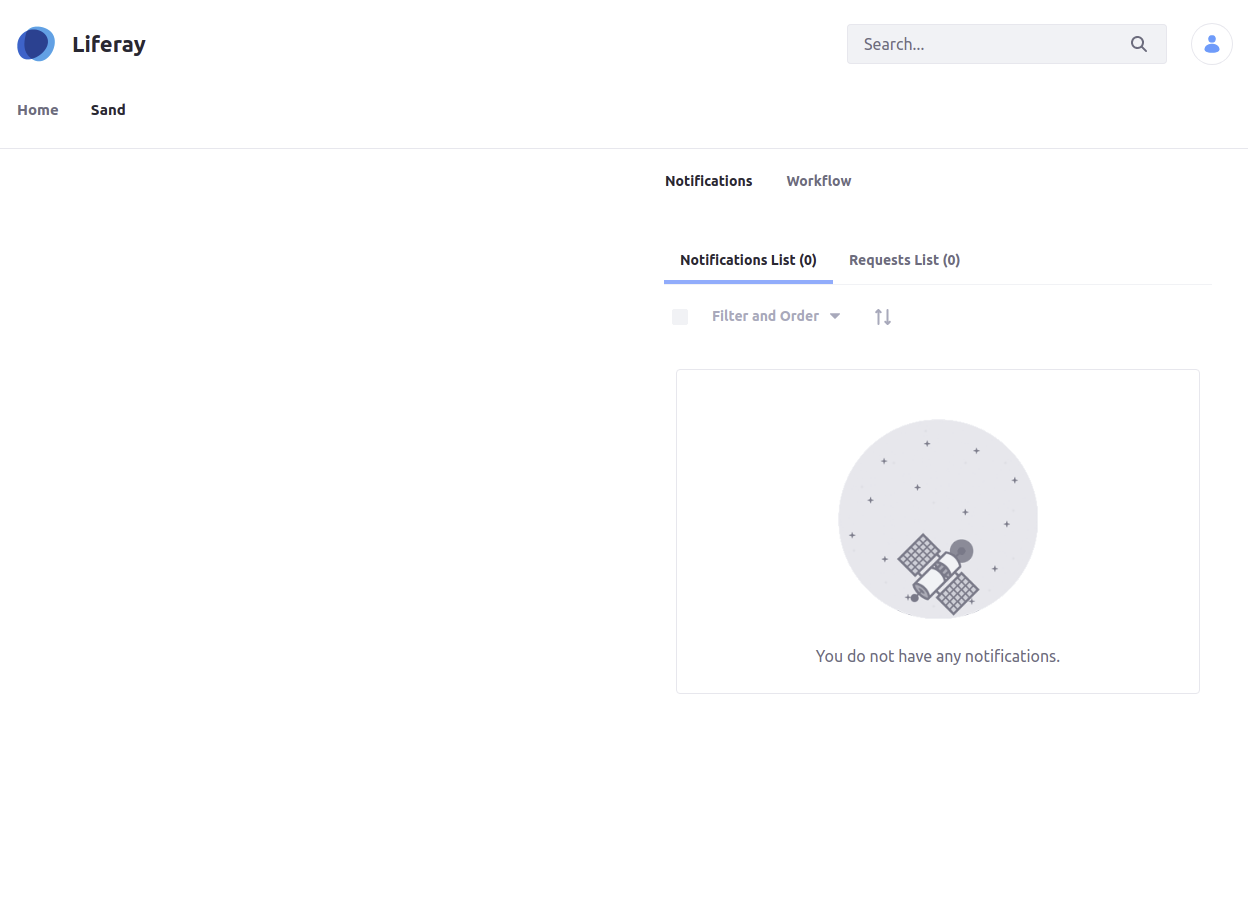 Liferay
Search...
Home Sand
Notifications Workflow
Notifications List (0) Requests List (0)
Filter and Order
You do not have any notifications.